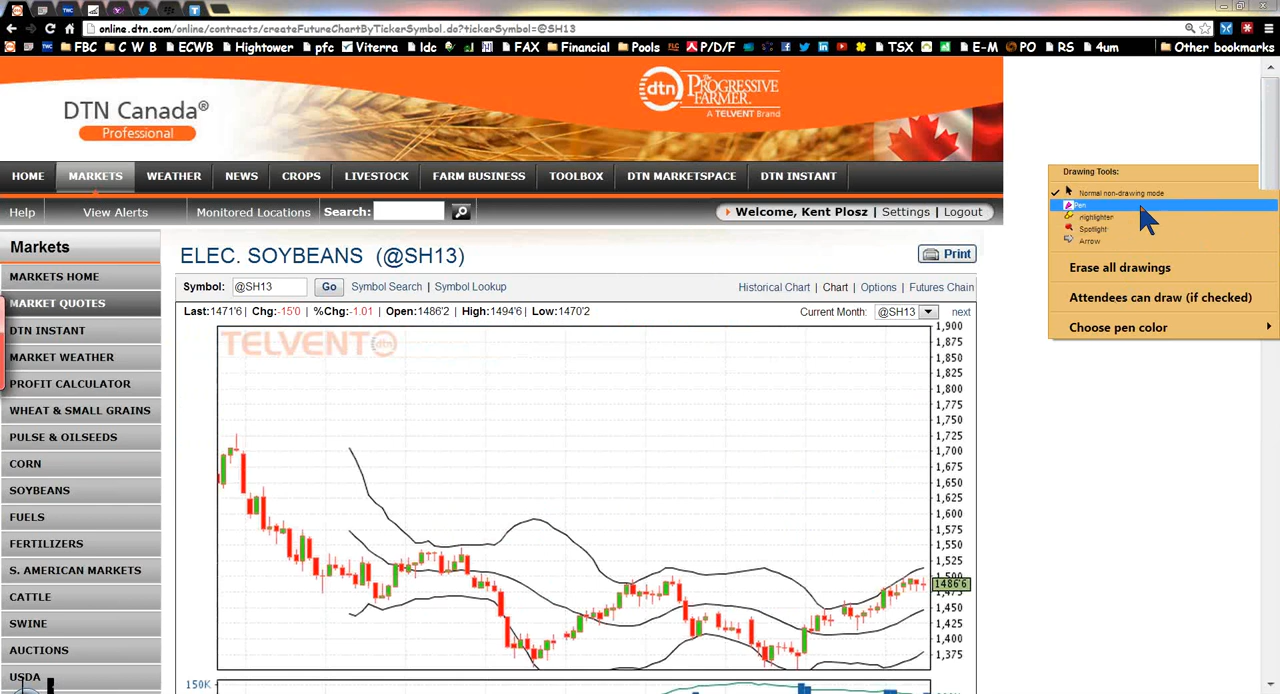 online.dtn.com/online/contracts/createFutureChartByTickerSymbol.do?tickerSymbol=@SH13
FBC C W B ECWB Hightower pfc Viterra ldc FAX Financial Pools P/D/F TSX E-M PO RS 4um Other bookmarks
DTN Canada®
Professional
dtn THE PROGRESSIVE FARMER
A TELVENT Brand
HOME MARKETS WEATHER NEWS CROPS LIVESTOCK FARM BUSINESS TOOLBOX DTN MARKETSPACE DTN INSTANT
Help View Alerts Monitored Locations Search: Welcome, Kent Plosz | Settings | Logout
Drawing Tools:
Normal non-drawing mode
Pen
Highlighter
Spotlight
Arrow
Erase all drawings
Attendees can draw (if checked)
Choose pen color
Markets
MARKETS HOME
MARKET QUOTES
DTN INSTANT
MARKET WEATHER
PROFIT CALCULATOR
WHEAT & SMALL GRAINS
PULSE & OILSEEDS
CORN
SOYBEANS
FUELS
FERTILIZERS
S. AMERICAN MARKETS
CATTLE
SWINE
AUCTIONS
USDA
ELEC. SOYBEANS (@SH13)
Print
Symbol: @SH13 Go Symbol Search | Symbol Lookup
Historical Chart | Chart | Options | Futures Chain
Last:1471'6 Chg:-15'0 %Chg:-1.01 Open:1486'2 High:1494'6 Low:1470'2
Current Month: @SH13 next
TELVENT dtn
1,900
1,875
1,850
1,825
1,800
1,775
1,750
1,725
1,700
1,675
1,650
1,625
1,600
1,575
1,550
1,525
1,500
1486'6
1,475
1,450
1,425
1,400
1,375
150K